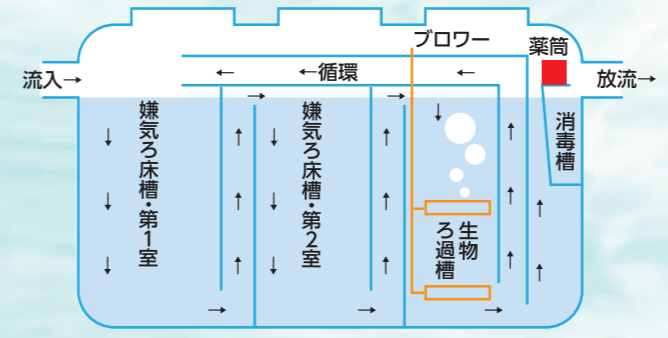 ブロワー
薬筒
流入→
←循環
放流→
嫌気ろ床槽・第1室
嫌気ろ床槽・第2室
生物
ろ過槽
消毒槽